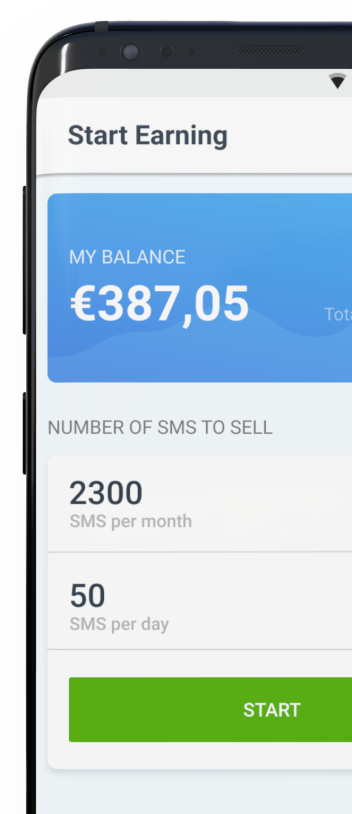 Start Earning
MY BALANCE
€387,05
NUMBER OF SMS TO SELL
2300
SMS per month
50
SMS per day
START